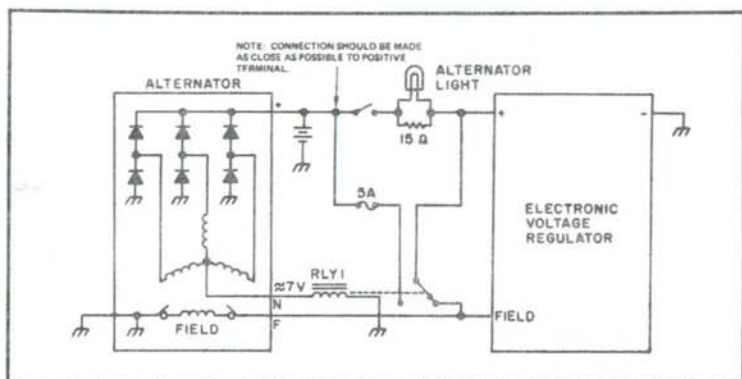 NOTE: CONNECTION SHOULD BE MADE
AS CLOSE AS POSSIBLE TO POSITIVE
TERMINAL.
ALTERNATOR
ALTERNATOR
LIGHT
+
15 Ω
+
-
5A
ELECTRONIC
VOLTAGE
REGULATOR
≈7V
RLY1
N
FIELD
F
FIELD